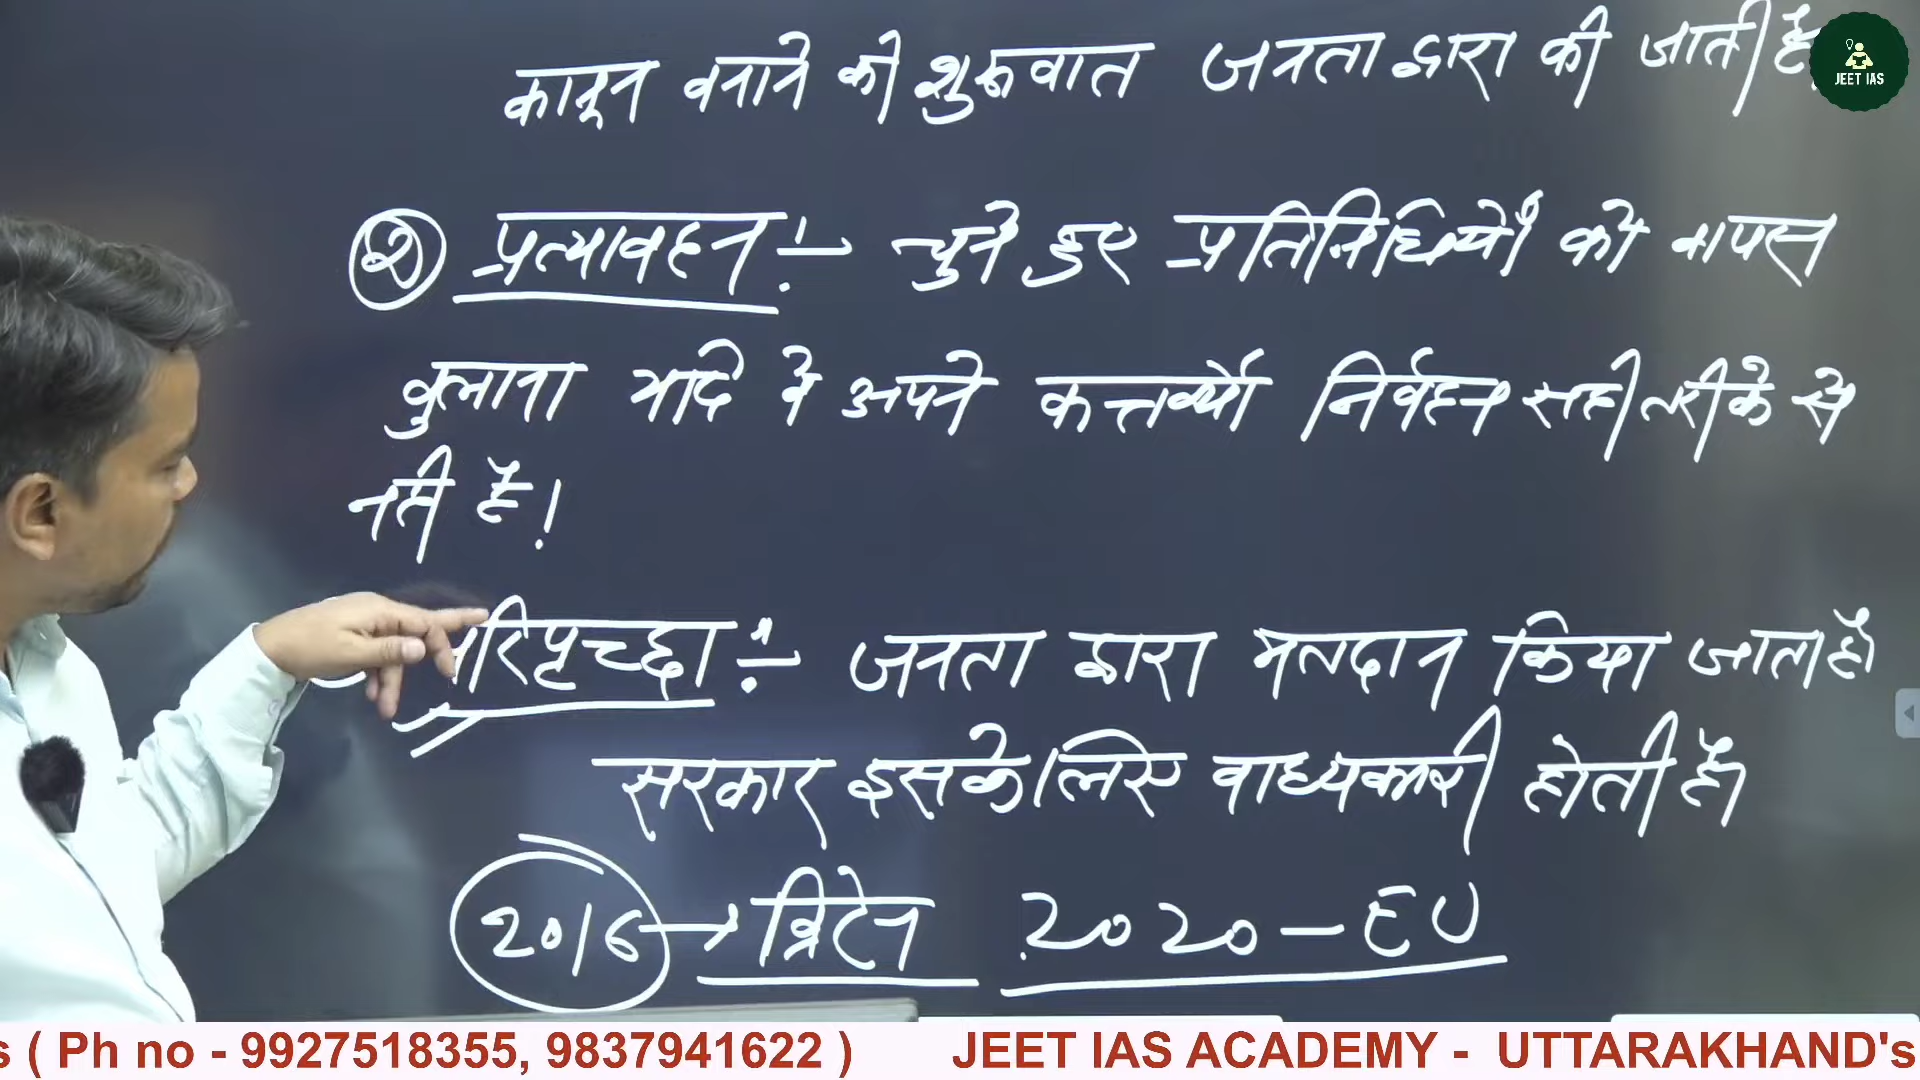 कानून बनाने की शुरूवात जनता द्वारा की जाती है
JEET IAS
२ प्रत्यावहन :- चुने हुए प्रतिनिधियों को वापस
बुलाना यदि वे अपने कर्त्तव्यों निर्वहन सही तरीके से
नहीं है।
परिपृच्छा :- जनता द्वारा मतदान किया जाता है
सरकार इसके लिए बाध्यकारी होती है
2016 → ब्रिटेन 2020 - EU
s ( Ph no - 9927518355, 9837941622 ) JEET IAS ACADEMY - UTTARAKHAND's